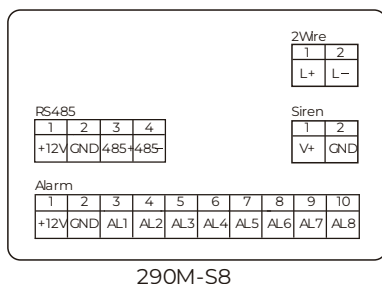 2Wire
1 2
L+ L−
RS485
1 2 3 4
+12V GND 485+ 485-
Siren
1 2
V+ GND
Alarm
1 2 3 4 5 6 7 8 9 10
+12V GND AL1 AL2 AL3 AL4 AL5 AL6 AL7 AL8
290M-S8